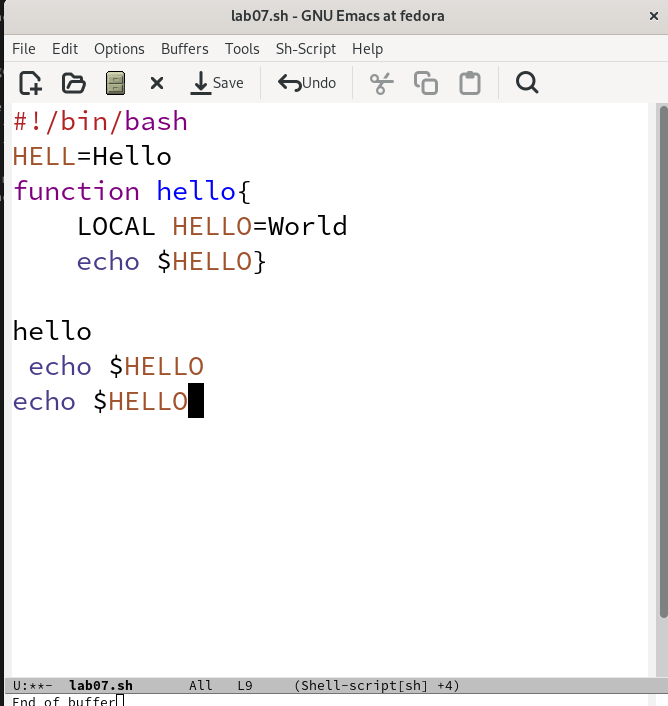 lab07.sh - GNU Emacs at fedora
File Edit Options Buffers Tools Sh-Script Help
Save Undo
#!/bin/bash
HELL=Hello
function hello{
    LOCAL HELLO=World
    echo $HELLO}
hello
 echo $HELLO
echo $HELLO
U:**- lab07.sh All L9 (Shell-script[sh] +4)
End of buffer